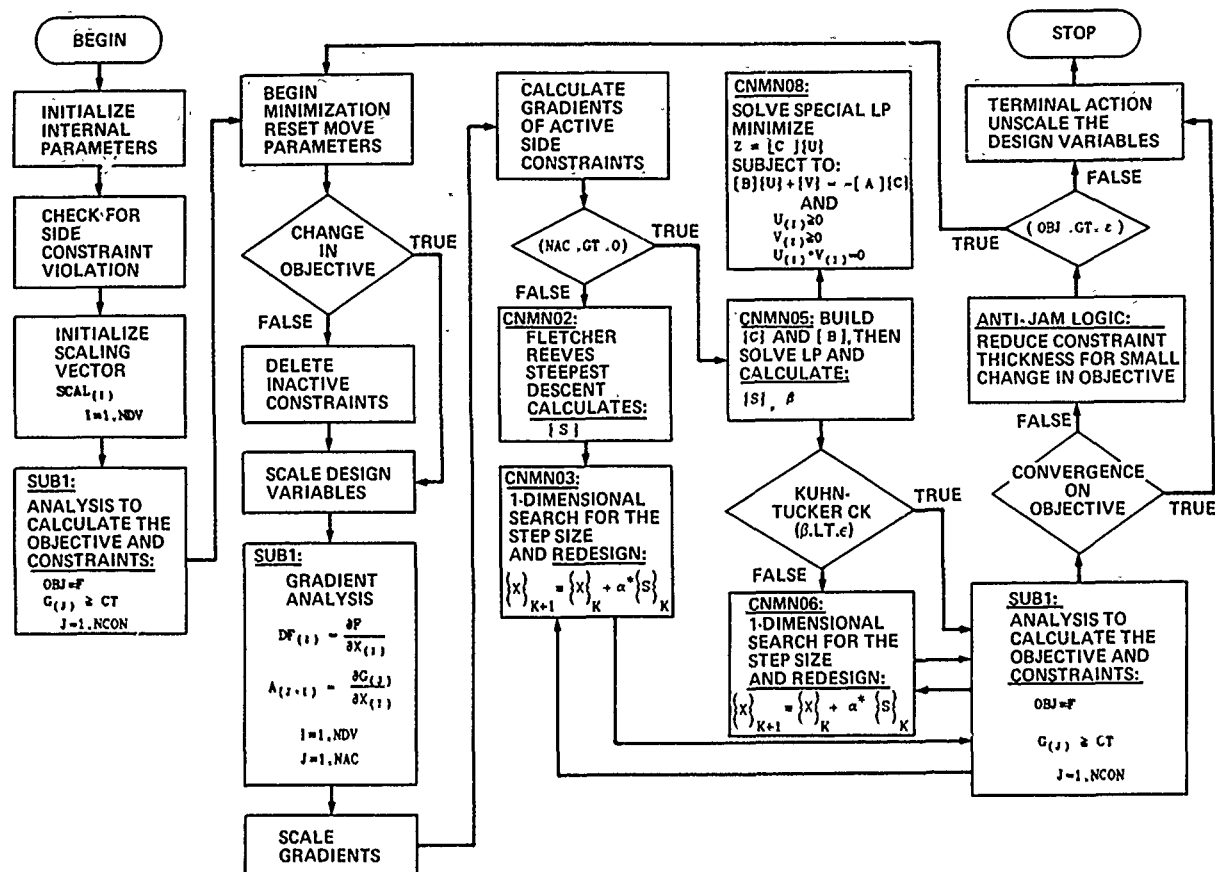 BEGIN
INITIALIZE
INTERNAL
PARAMETERS
CHECK FOR
SIDE
CONSTRAINT
VIOLATION
INITIALIZE
SCALING
VECTOR
SCAL(I)
I=1,NDV
SUB1:
ANALYSIS TO
CALCULATE THE
OBJECTIVE AND
CONSTRAINTS:
OBJ=F
G(J) ≧ CT
J=1,NCON
BEGIN
MINIMIZATION
RESET MOVE
PARAMETERS
CHANGE
IN
OBJECTIVE
TRUE
FALSE
DELETE
INACTIVE
CONSTRAINTS
SCALE DESIGN
VARIABLES
SUB1:
GRADIENT
ANALYSIS
DF(I) = ∂F/∂X(I)
A(J,I) = ∂G(J)/∂X(I)
I=1,NDV
J=1,NAC
SCALE
GRADIENTS
CALCULATE
GRADIENTS
OF ACTIVE
SIDE
CONSTRAINTS
(NAC .GT. 0)
TRUE
FALSE
CNMN02:
FLETCHER
REEVES
STEEPEST
DESCENT
CALCULATES:
{S}
CNMN03:
1-DIMENSIONAL
SEARCH FOR THE
STEP SIZE
AND REDESIGN:
{X}K+1 = {X}K + α*{S}K
CNMN08:
SOLVE SPECIAL LP
MINIMIZE
Z = [C]{U}
SUBJECT TO:
[B]{U}+{V} = -[A]{C}
AND
U(I)≧0
V(I)≧0
U(I)*V(I)=0
CNMN05: BUILD
{C} AND [B], THEN
SOLVE LP AND
CALCULATE:
{S}, β
KUHN-
TUCKER CK
(β.LT.ϵ)
TRUE
FALSE
CNMN06:
1-DIMENSIONAL
SEARCH FOR THE
STEP SIZE
AND REDESIGN:
{X}K+1 = {X}K + α* {S}K
STOP
TERMINAL ACTION
UNSCALE THE
DESIGN VARIABLES
FALSE
(OBJ .GT. ε)
TRUE
ANTI-JAM LOGIC:
REDUCE CONSTRAINT
THICKNESS FOR SMALL
CHANGE IN OBJECTIVE
FALSE
CONVERGENCE
ON
OBJECTIVE
TRUE
SUB1:
ANALYSIS TO
CALCULATE THE
OBJECTIVE AND
CONSTRAINTS:
OBJ=F
G(J) ≧ CT
J=1,NCON